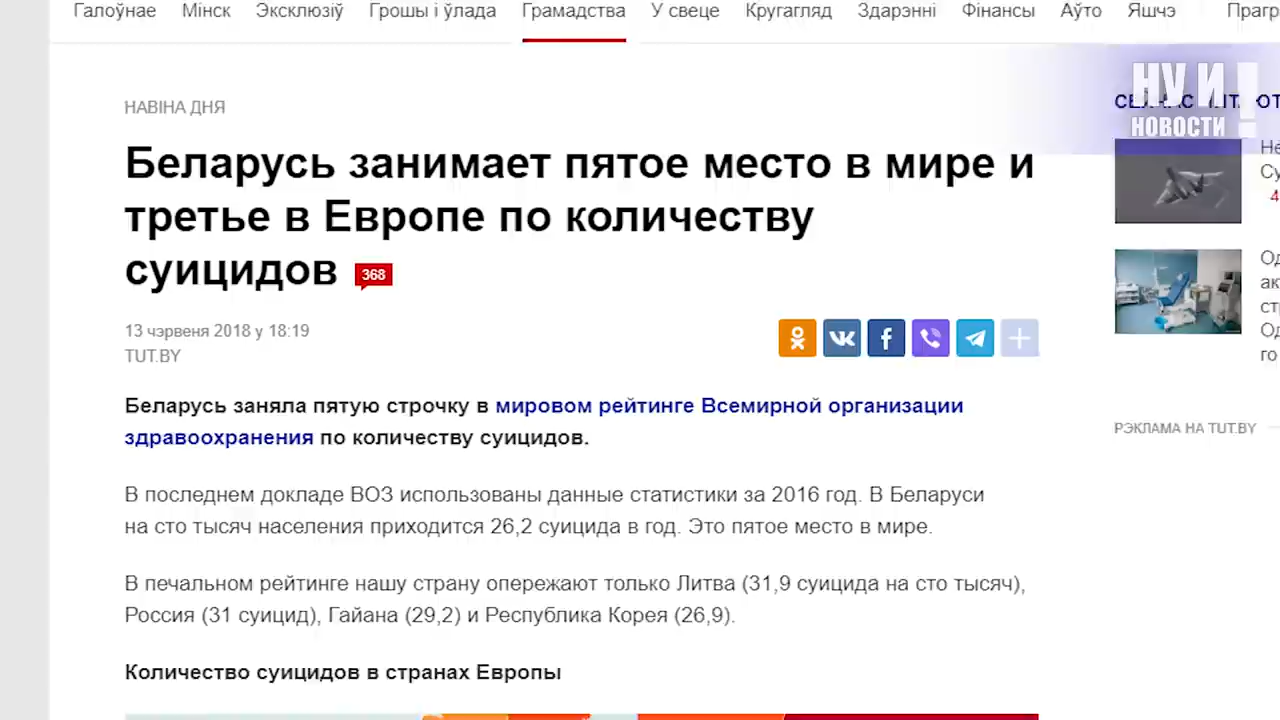 Галоўнае Мінск Эксклюзіў Грошы і ўлада Грамадства У свеце Кругагляд Здарэнні Фінансы Аўто Яшчэ
НУ И !
НОВОСТИ
НАВІНА ДНЯ
Беларусь занимает пятое место в мире и
третье в Европе по количеству
суицидов 368
13 чэрвеня 2018 у 18:19
TUT.BY
Беларусь заняла пятую строчку в мировом рейтинге Всемирной организации
здравоохранения по количеству суицидов.
В последнем докладе ВОЗ использованы данные статистики за 2016 год. В Беларуси
на сто тысяч населения приходится 26,2 суицида в год. Это пятое место в мире.
В печальном рейтинге нашу страну опережают только Литва (31,9 суицида на сто тысяч),
Россия (31 суицид), Гайана (29,2) и Республика Корея (26,9).
Количество суицидов в странах Европы
РЭКЛАМА НА TUT.BY